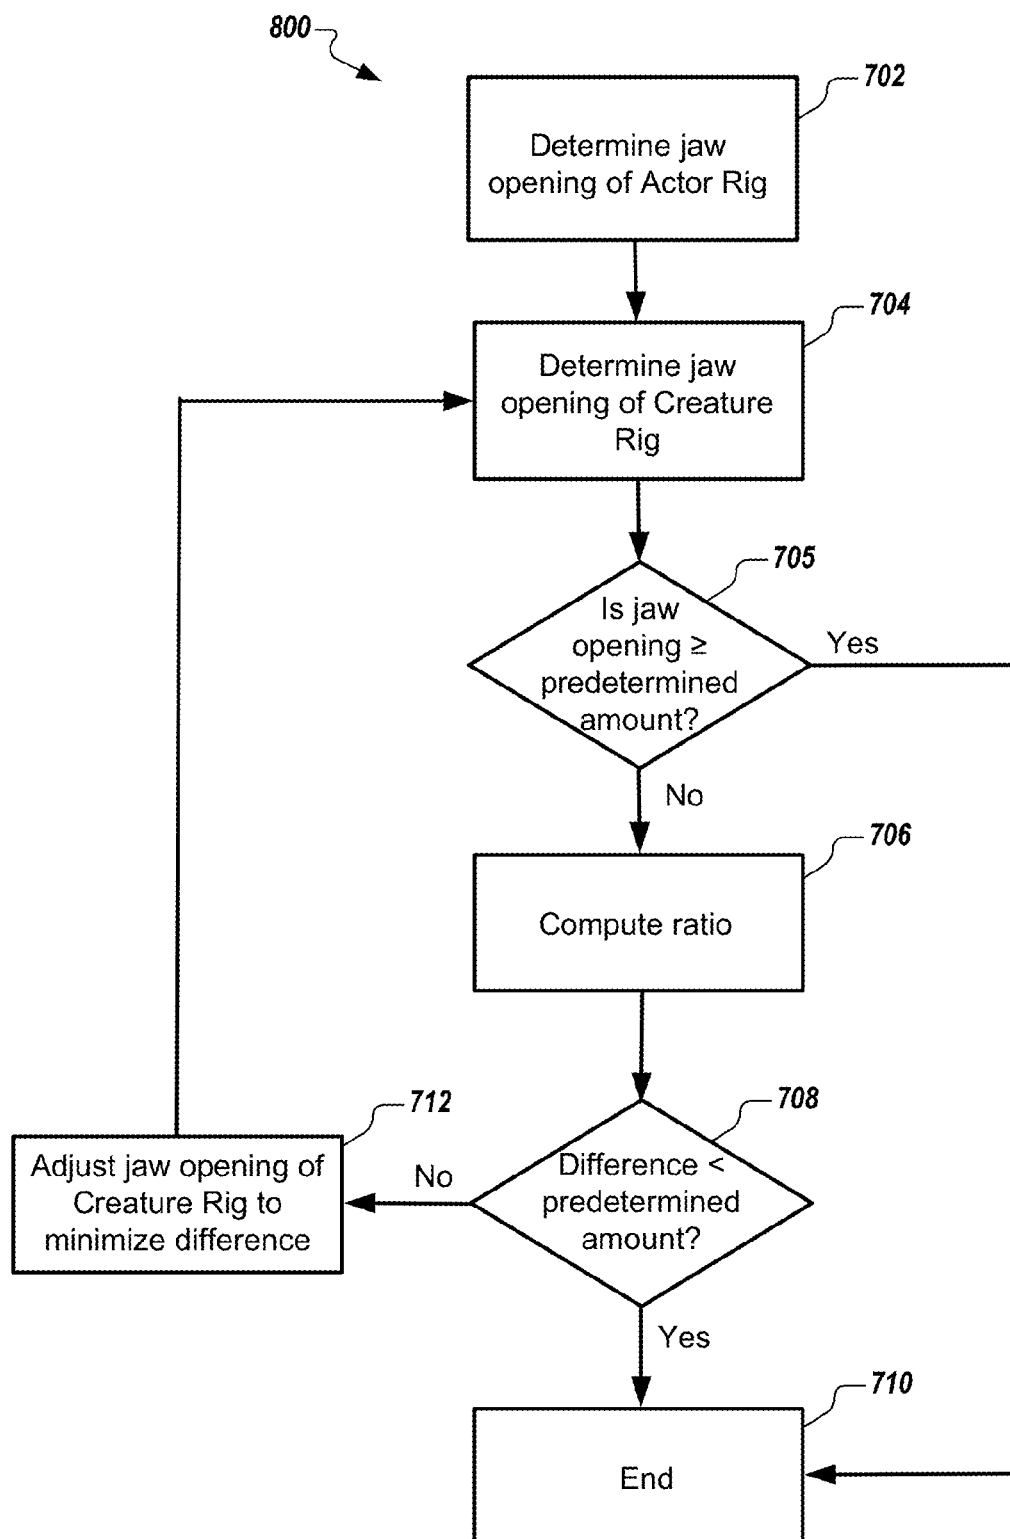 800
702
Determine jaw
opening of Actor Rig
704
Determine jaw
opening of Creature
Rig
705
Is jaw
opening ≥
predetermined
amount?
Yes
No
706
Compute ratio
708
Difference <
predetermined
amount?
No
712
Adjust jaw opening of
Creature Rig to
minimize difference
Yes
710
End